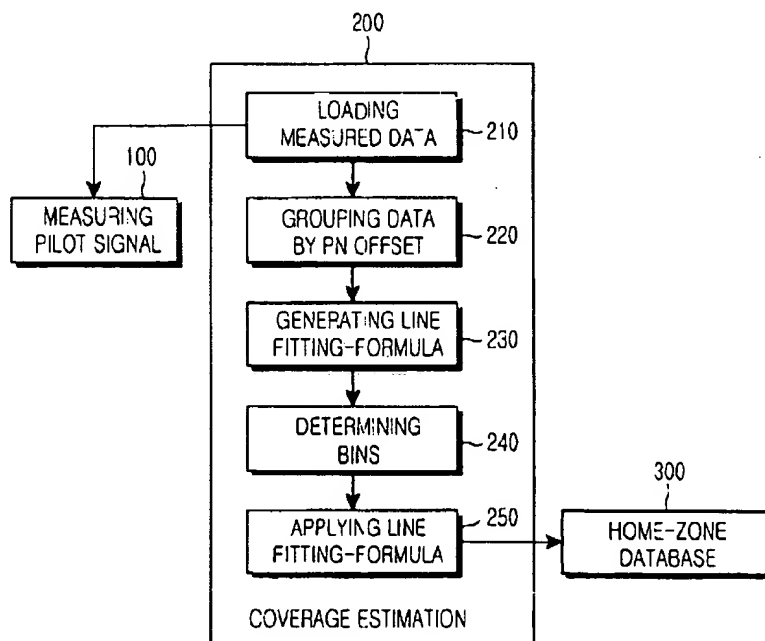 200
LOADING
MEASURED DATA
210
100
MEASURING
PILOT SIGNAL
GROUPING DATA
BY PN OFFSET
220
GENERATING LINE
FITTING-FORMULA
230
DETERMINING
BINS
240
APPLYING LINE
FITTING-FORMULA
250
300
HOME-ZONE
DATABASE
COVERAGE ESTIMATION